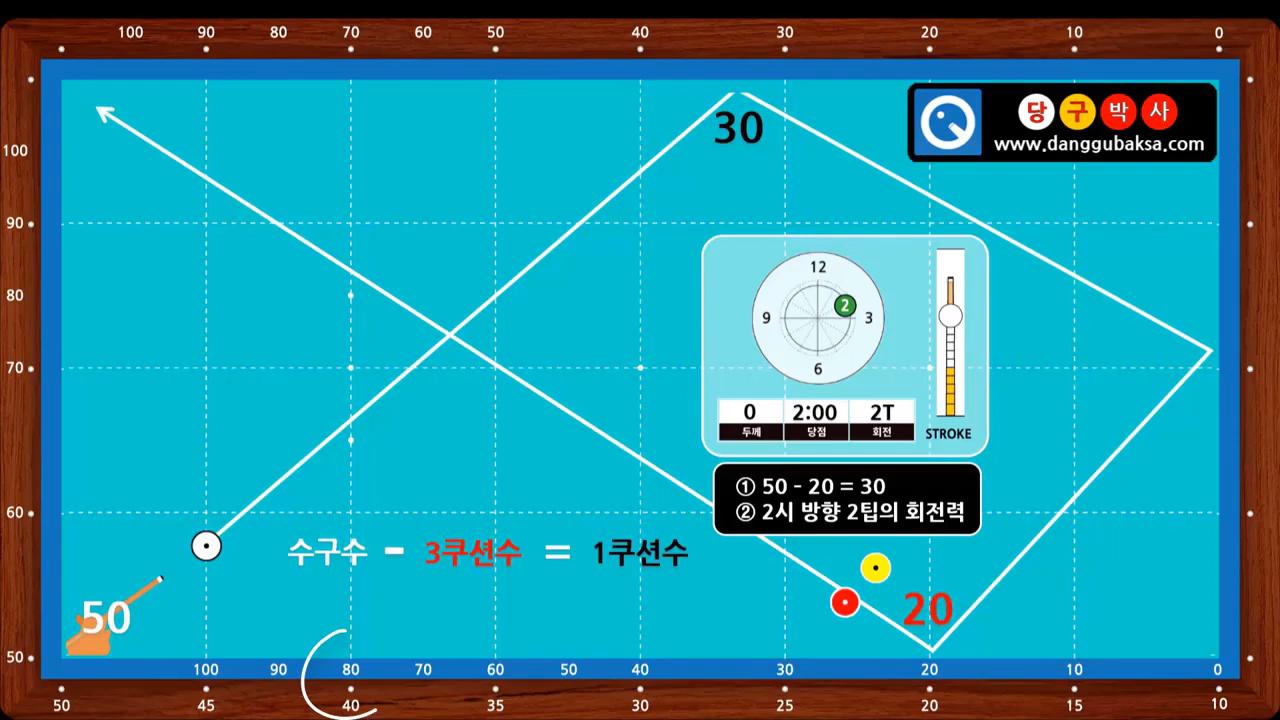 100 90 80 70 60 50 40 30 20 10 0
당구박사
www.danggubaksa.com
30
100
90
80
70
60
50
12
9 2 3
6
0 2:00 2T
두께 당점 회전
STROKE
① 50 - 20 = 30
② 2시 방향 2팁의 회전력
수구수 - 3쿠션수 = 1쿠션수
50
20
100 90 80 70 60 50 40 30 20 10 0
50 45 40 35 30 25 20 15 10